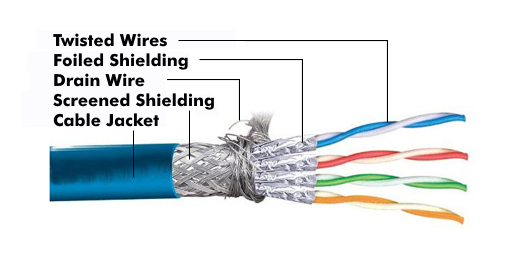 Twisted Wires
Foiled Shielding
Drain Wire
Screened Shielding
Cable Jacket